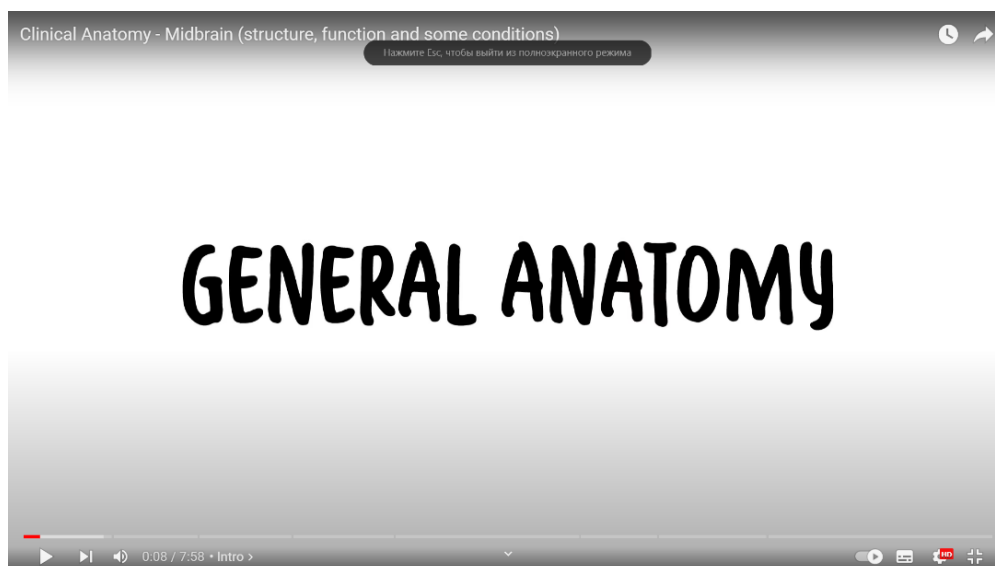 Clinical Anatomy - Midbrain (structure, function and some conditions)
Нажмите Esc, чтобы выйти из полноэкранного режима
GENERAL ANATOMY
0:08 / 7:58 • Intro >
HD